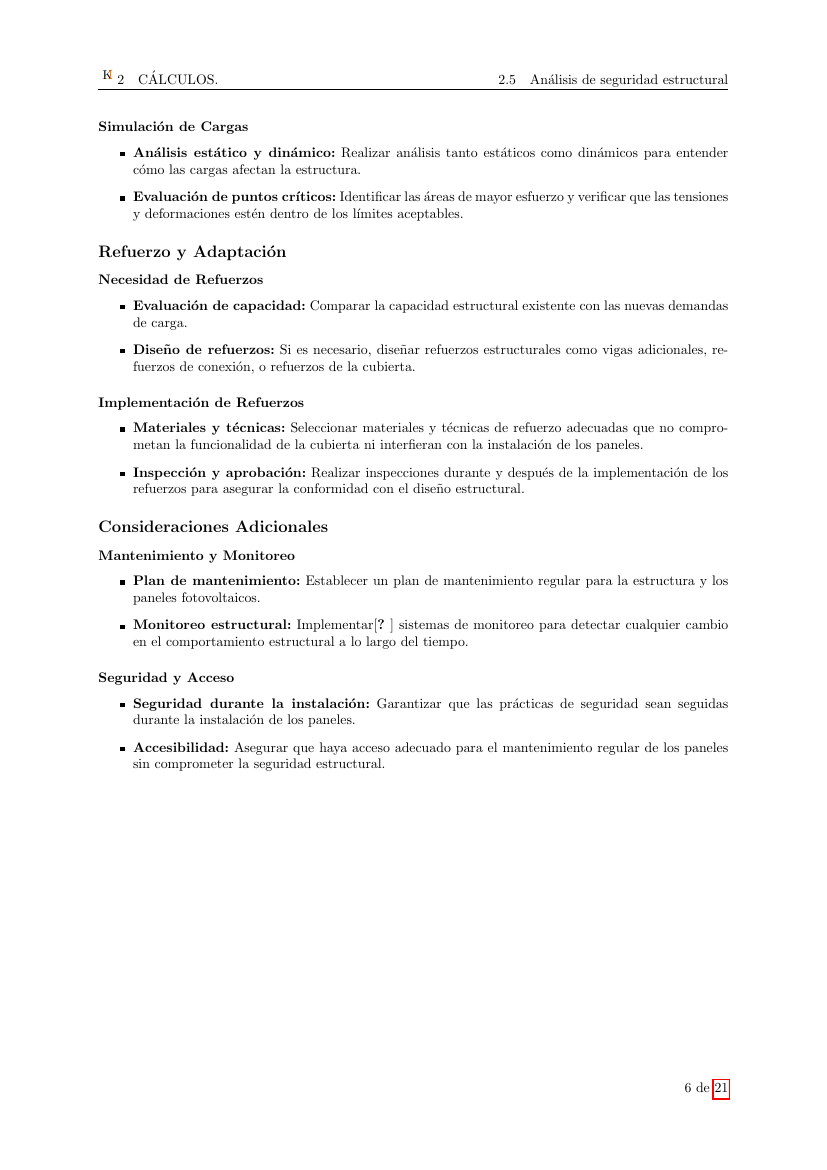 K 2 CÁLCULOS. 2.5 Análisis de seguridad estructural
Simulación de Cargas
▪ Análisis estático y dinámico: Realizar análisis tanto estáticos como dinámicos para entender
cómo las cargas afectan la estructura.
▪ Evaluación de puntos críticos: Identificar las áreas de mayor esfuerzo y verificar que las tensiones
y deformaciones estén dentro de los límites aceptables.
Refuerzo y Adaptación
Necesidad de Refuerzos
▪ Evaluación de capacidad: Comparar la capacidad estructural existente con las nuevas demandas
de carga.
▪ Diseño de refuerzos: Si es necesario, diseñar refuerzos estructurales como vigas adicionales, re-
fuerzos de conexión, o refuerzos de la cubierta.
Implementación de Refuerzos
▪ Materiales y técnicas: Seleccionar materiales y técnicas de refuerzo adecuadas que no compro-
metan la funcionalidad de la cubierta ni interfieran con la instalación de los paneles.
▪ Inspección y aprobación: Realizar inspecciones durante y después de la implementación de los
refuerzos para asegurar la conformidad con el diseño estructural.
Consideraciones Adicionales
Mantenimiento y Monitoreo
▪ Plan de mantenimiento: Establecer un plan de mantenimiento regular para la estructura y los
paneles fotovoltaicos.
▪ Monitoreo estructural: Implementar[? ] sistemas de monitoreo para detectar cualquier cambio
en el comportamiento estructural a lo largo del tiempo.
Seguridad y Acceso
▪ Seguridad durante la instalación: Garantizar que las prácticas de seguridad sean seguidas
durante la instalación de los paneles.
▪ Accesibilidad: Asegurar que haya acceso adecuado para el mantenimiento regular de los paneles
sin comprometer la seguridad estructural.
6 de 21